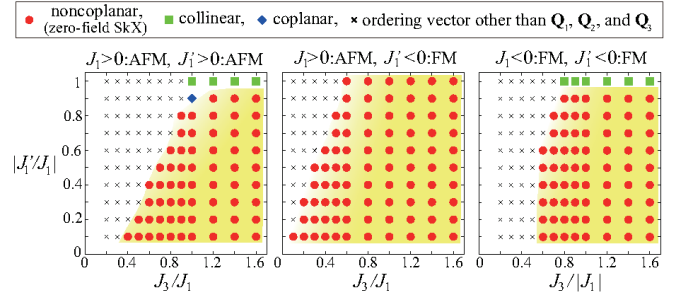 noncoplanar, collinear, coplanar, × ordering vector other than Q₁, Q₂, and Q₃
(zero-field SkX)
J₁>0:AFM, J₁'>0:AFM J₁>0:AFM, J₁'<0:FM J₁<0:FM, J₁'<0:FM
1
0.8
0.6
|J₁'/J₁|
0.4
0.2
0
0 0.4 0.8 1.2 1.6 0 0.4 0.8 1.2 1.6 0 0.4 0.8 1.2 1.6
J₃/J₁ J₃/J₁ J₃/|J₁|